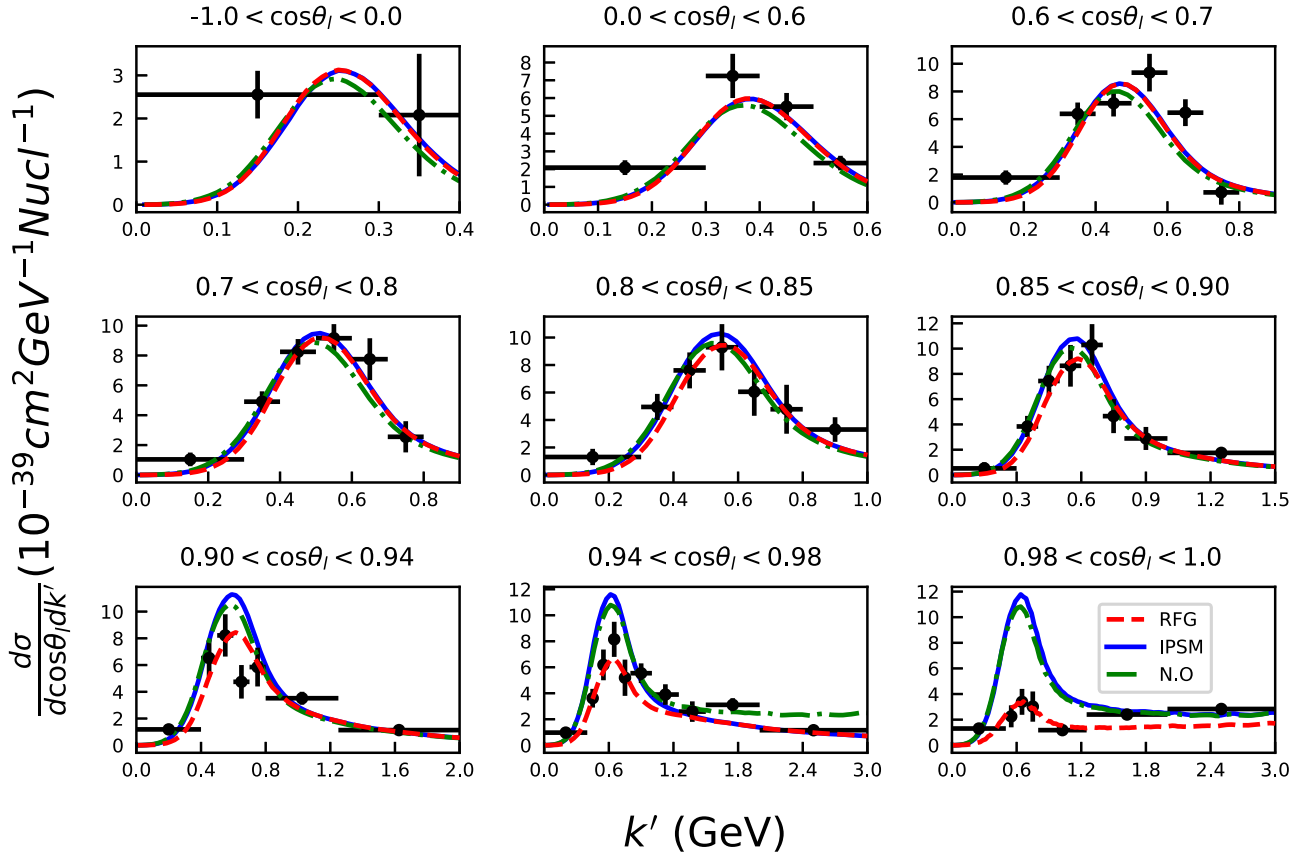 -1.0 < cosθl < 0.0
0.0 < cosθl < 0.6
0.6 < cosθl < 0.7
3
2
1
0
0.0 0.1 0.2 0.3 0.4
8
7
6
5
4
3
2
1
0
0.0 0.1 0.2 0.3 0.4 0.5 0.6
10
8
6
4
2
0
0.0 0.2 0.4 0.6 0.8
0.7 < cosθl < 0.8
0.8 < cosθl < 0.85
0.85 < cosθl < 0.90
10
8
6
4
2
0
0.0 0.2 0.4 0.6 0.8
10
5
0
0.0 0.2 0.4 0.6 0.8 1.0
12
10
8
6
4
2
0
0.0 0.3 0.6 0.9 1.2 1.5
0.90 < cosθl < 0.94
0.94 < cosθl < 0.98
0.98 < cosθl < 1.0
10
8
6
4
2
0
0.0 0.4 0.8 1.2 1.6 2.0
12
10
8
6
4
2
0
0.0 0.6 1.2 1.8 2.4 3.0
12
10
8
6
4
2
0
0.0 0.6 1.2 1.8 2.4 3.0
RFG
IPSM
N.O
dσ/dcosθldk′(10⁻³⁹cm²GeV⁻¹Nucl⁻¹
k′ (GeV)